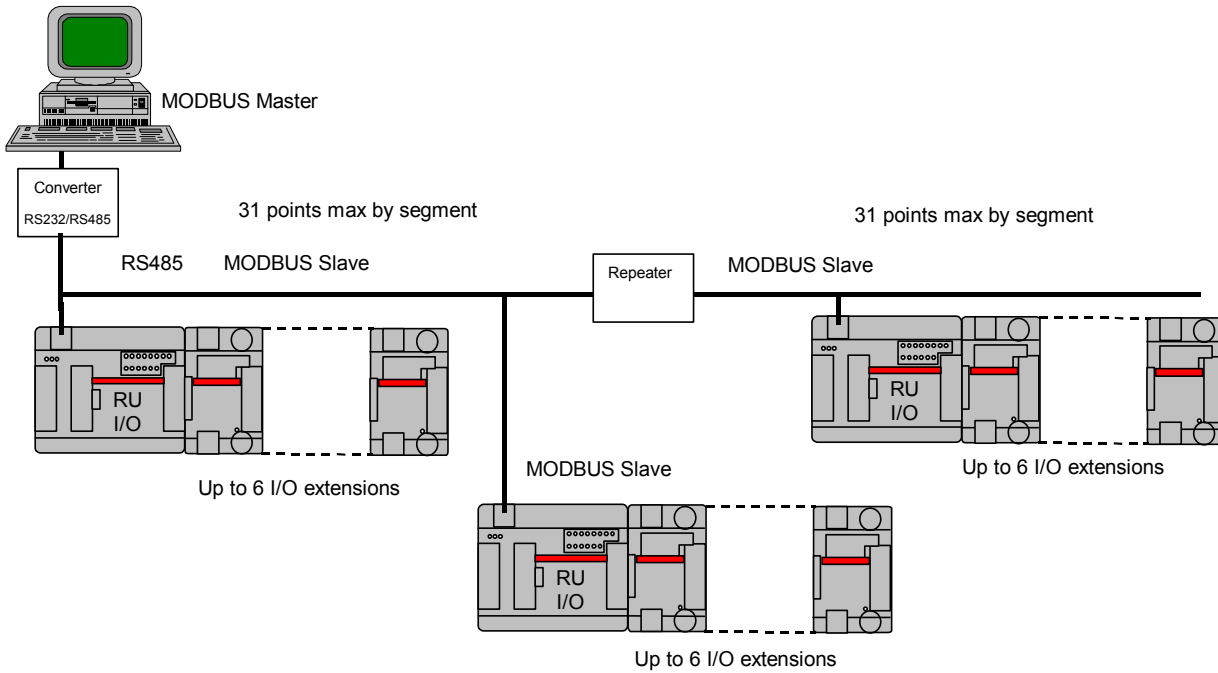 MODBUS Master
Converter
RS232/RS485
31 points max by segment
31 points max by segment
RS485
MODBUS Slave
Repeater
MODBUS Slave
RU
I/O
RU
I/O
Up to 6 I/O extensions
Up to 6 I/O extensions
MODBUS Slave
RU
I/O
Up to 6 I/O extensions